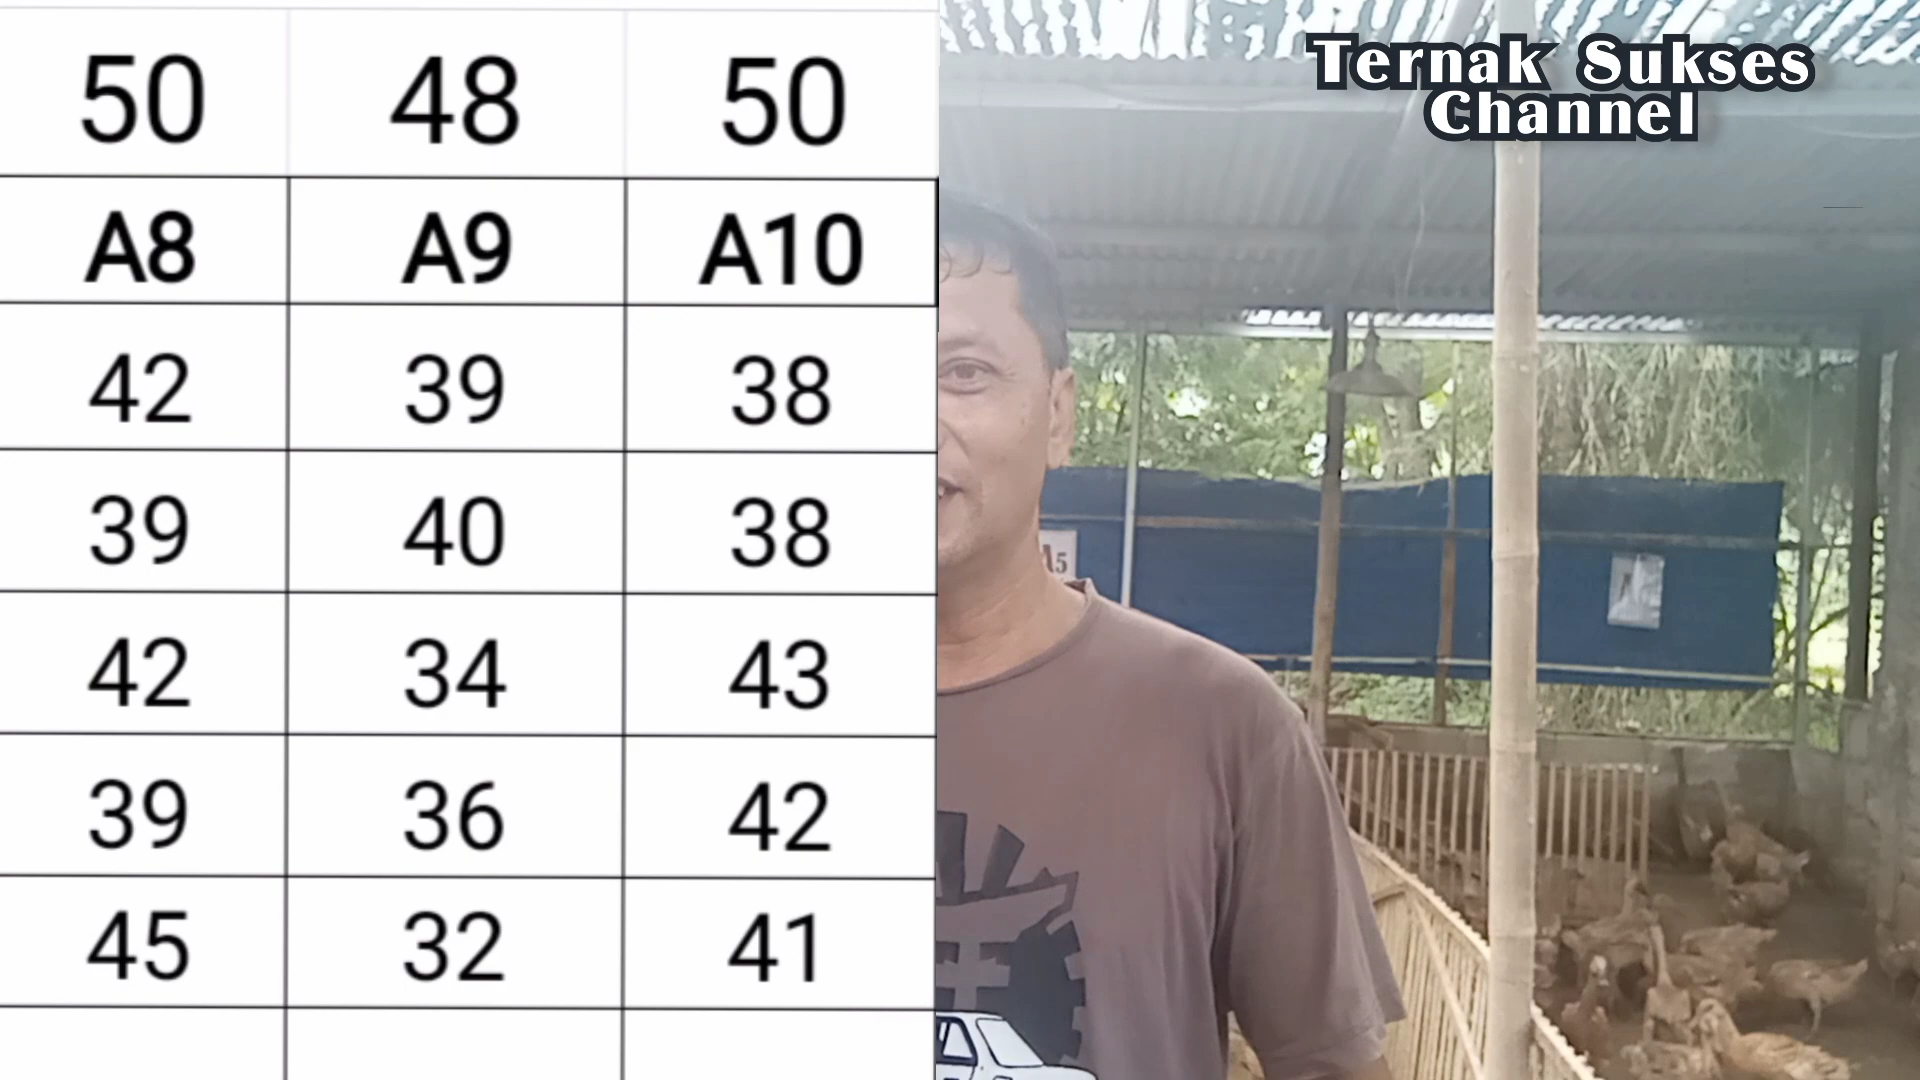 50 48 50
A8 A9 A10
42 39 38
39 40 38
42 34 43
39 36 42
45 32 41
Ternak Sukses
Channel
A5